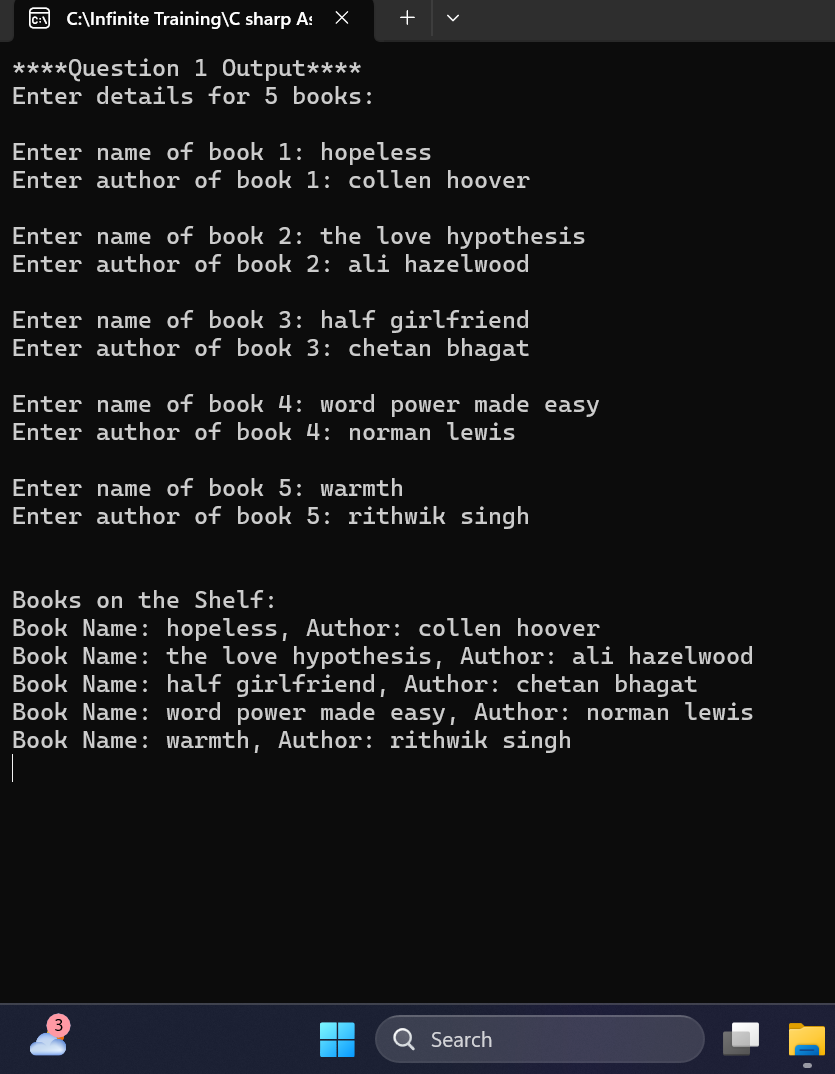 C:\Infinite Training\C sharp As
****Question 1 Output****
Enter details for 5 books:
Enter name of book 1: hopeless
Enter author of book 1: collen hoover
Enter name of book 2: the love hypothesis
Enter author of book 2: ali hazelwood
Enter name of book 3: half girlfriend
Enter author of book 3: chetan bhagat
Enter name of book 4: word power made easy
Enter author of book 4: norman lewis
Enter name of book 5: warmth
Enter author of book 5: rithwik singh
Books on the Shelf:
Book Name: hopeless, Author: collen hoover
Book Name: the love hypothesis, Author: ali hazelwood
Book Name: half girlfriend, Author: chetan bhagat
Book Name: word power made easy, Author: norman lewis
Book Name: warmth, Author: rithwik singh
3
Search